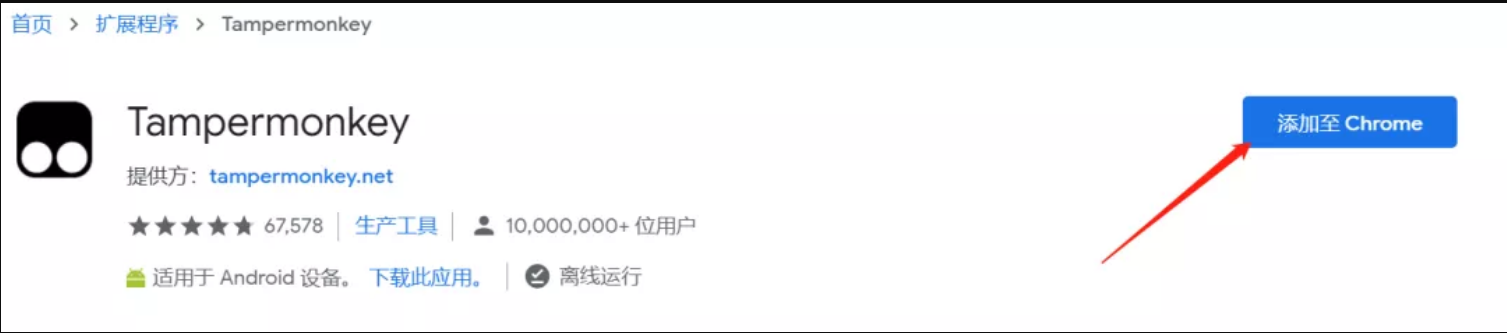 首页 > 扩展程序 > Tampermonkey
Tampermonkey
添加至 Chrome
提供方：tampermonkey.net
67,578 | 生产工具 | 10,000,000+ 位用户
适用于 Android 设备。 下载此应用。 | 离线运行